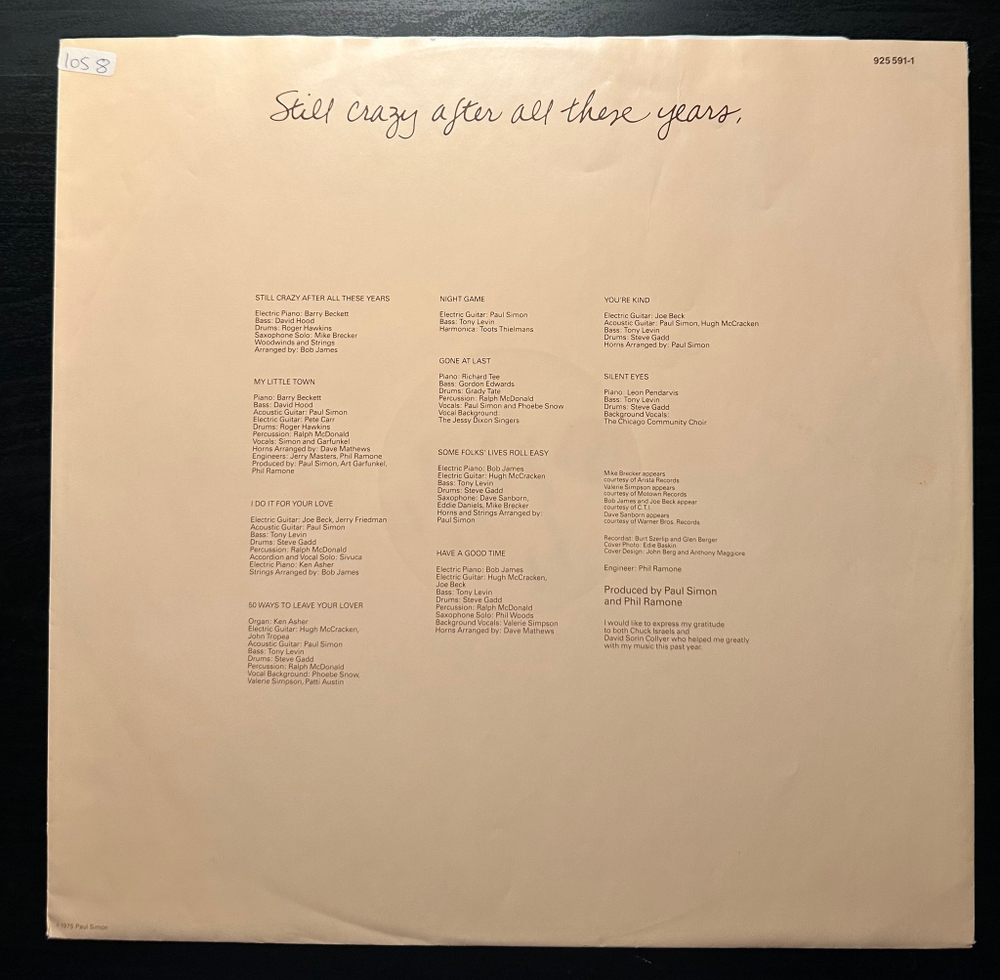 1058
925 591-1
Still crazy after all these years.
STILL CRAZY AFTER ALL THESE YEARS
Electric Piano: Barry Beckett
Bass: David Hood
Drums: Roger Hawkins
Saxophone Solo: Mike Brecker
Woodwinds and Strings
Arranged by: Bob James
MY LITTLE TOWN
Piano: Barry Beckett
Bass: David Hood
Acoustic Guitar: Paul Simon
Electric Guitar: Pete Carr
Drums: Roger Hawkins
Percussion: Ralph McDonald
Vocals: Simon and Garfunkel
Horns Arranged by: Dave Mathews
Engineers: Jerry Masters, Phil Ramone
Produced by: Paul Simon, Art Garfunkel,
Phil Ramone
I DO IT FOR YOUR LOVE
Electric Guitar: Joe Beck, Jerry Friedman
Acoustic Guitar: Paul Simon
Bass: Tony Levin
Drums: Steve Gadd
Percussion: Ralph McDonald
Accordion and Vocal Solo: Sivuca
Electric Piano: Ken Asher
Strings Arranged by: Bob James
50 WAYS TO LEAVE YOUR LOVER
Organ: Ken Asher
Electric Guitar: Hugh McCracken,
John Tropea
Acoustic Guitar: Paul Simon
Bass: Tony Levin
Drums: Steve Gadd
Percussion: Ralph McDonald
Vocal Background: Phoebe Snow,
Valerie Simpson, Patti Austin
NIGHT GAME
Electric Guitar: Paul Simon
Bass: Tony Levin
Harmonica: Toots Thielmans
GONE AT LAST
Piano: Richard Tee
Bass: Gordon Edwards
Drums: Grady Tate
Percussion: Ralph McDonald
Vocals: Paul Simon and Phoebe Snow
Vocal Background:
The Jessy Dixon Singers
SOME FOLKS' LIVES ROLL EASY
Electric Piano: Bob James
Electric Guitar: Hugh McCracken
Bass: Tony Levin
Drums: Steve Gadd
Saxophone: Dave Sanborn,
Eddie Daniels, Mike Brecker
Horns and Strings Arranged by:
Paul Simon
HAVE A GOOD TIME
Electric Piano: Bob James
Electric Guitar: Hugh McCracken,
Joe Beck
Bass: Tony Levin
Drums: Steve Gadd
Percussion: Ralph McDonald
Saxophone Solo: Phil Woods
Background Vocals: Valerie Simpson
Horns Arranged by: Dave Mathews
YOU'RE KIND
Electric Guitar: Joe Beck
Acoustic Guitar: Paul Simon, Hugh McCracken
Bass: Tony Levin
Drums: Steve Gadd
Horns Arranged by: Paul Simon
SILENT EYES
Piano: Leon Pendarvis
Bass: Tony Levin
Drums: Steve Gadd
Background Vocals:
The Chicago Community Choir
Mike Brecker appears
courtesy of Arista Records
Valerie Simpson appears
courtesy of Motown Records
Bob James and Joe Beck appear
courtesy of C.T.I.
Dave Sanborn appears
courtesy of Warner Bros. Records
Recordist: Burt Szerlip and Glen Berger
Cover Photo: Edie Baskin
Cover Design: John Berg and Anthony Maggiore
Engineer: Phil Ramone
Produced by Paul Simon
and Phil Ramone
I would like to express my gratitude
to both Chuck Israels and
David Sorin Collyer who helped me greatly
with my music this past year.
1975 Paul Simon